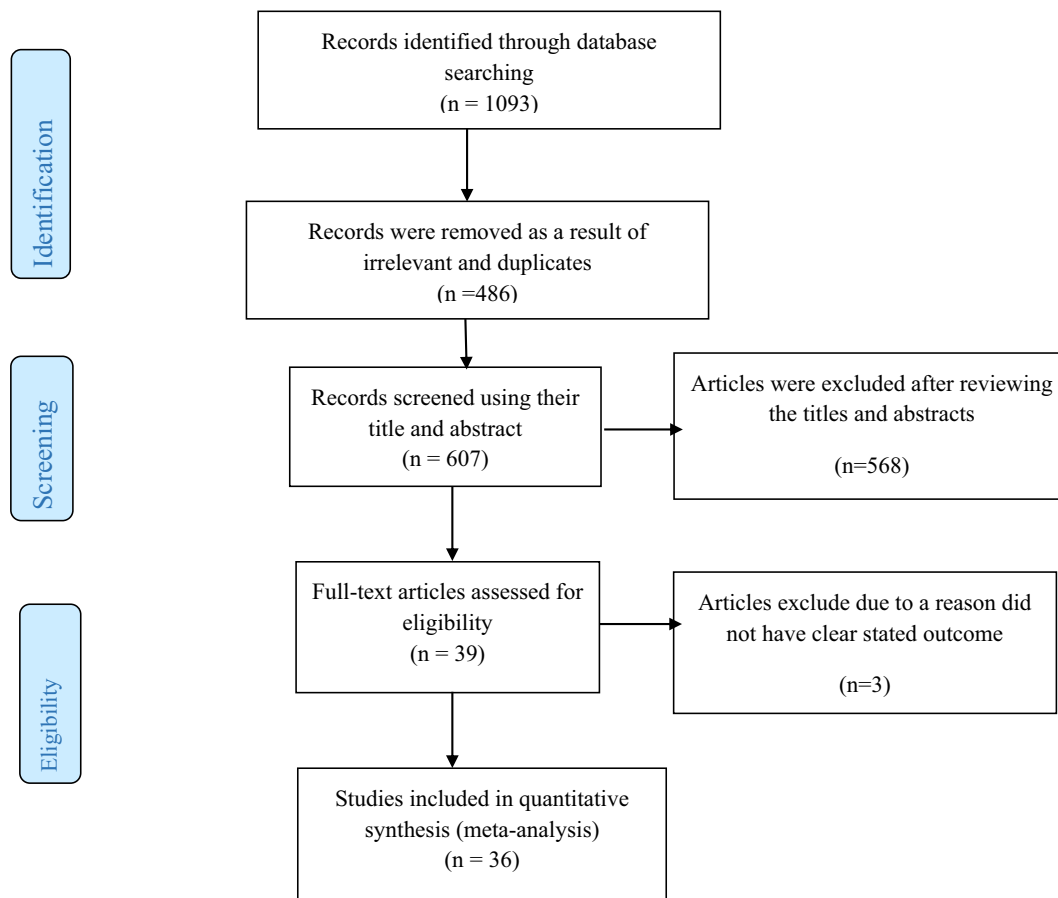 Identification
Records identified through database
searching
(n = 1093)
Records were removed as a result of
irrelevant and duplicates
(n =486)
Screening
Records screened using their
title and abstract
(n = 607)
Articles were excluded after reviewing
the titles and abstracts
(n=568)
Eligibility
Full-text articles assessed for
eligibility
(n = 39)
Articles exclude due to a reason did
not have clear stated outcome
(n=3)
Studies included in quantitative
synthesis (meta-analysis)
(n = 36)